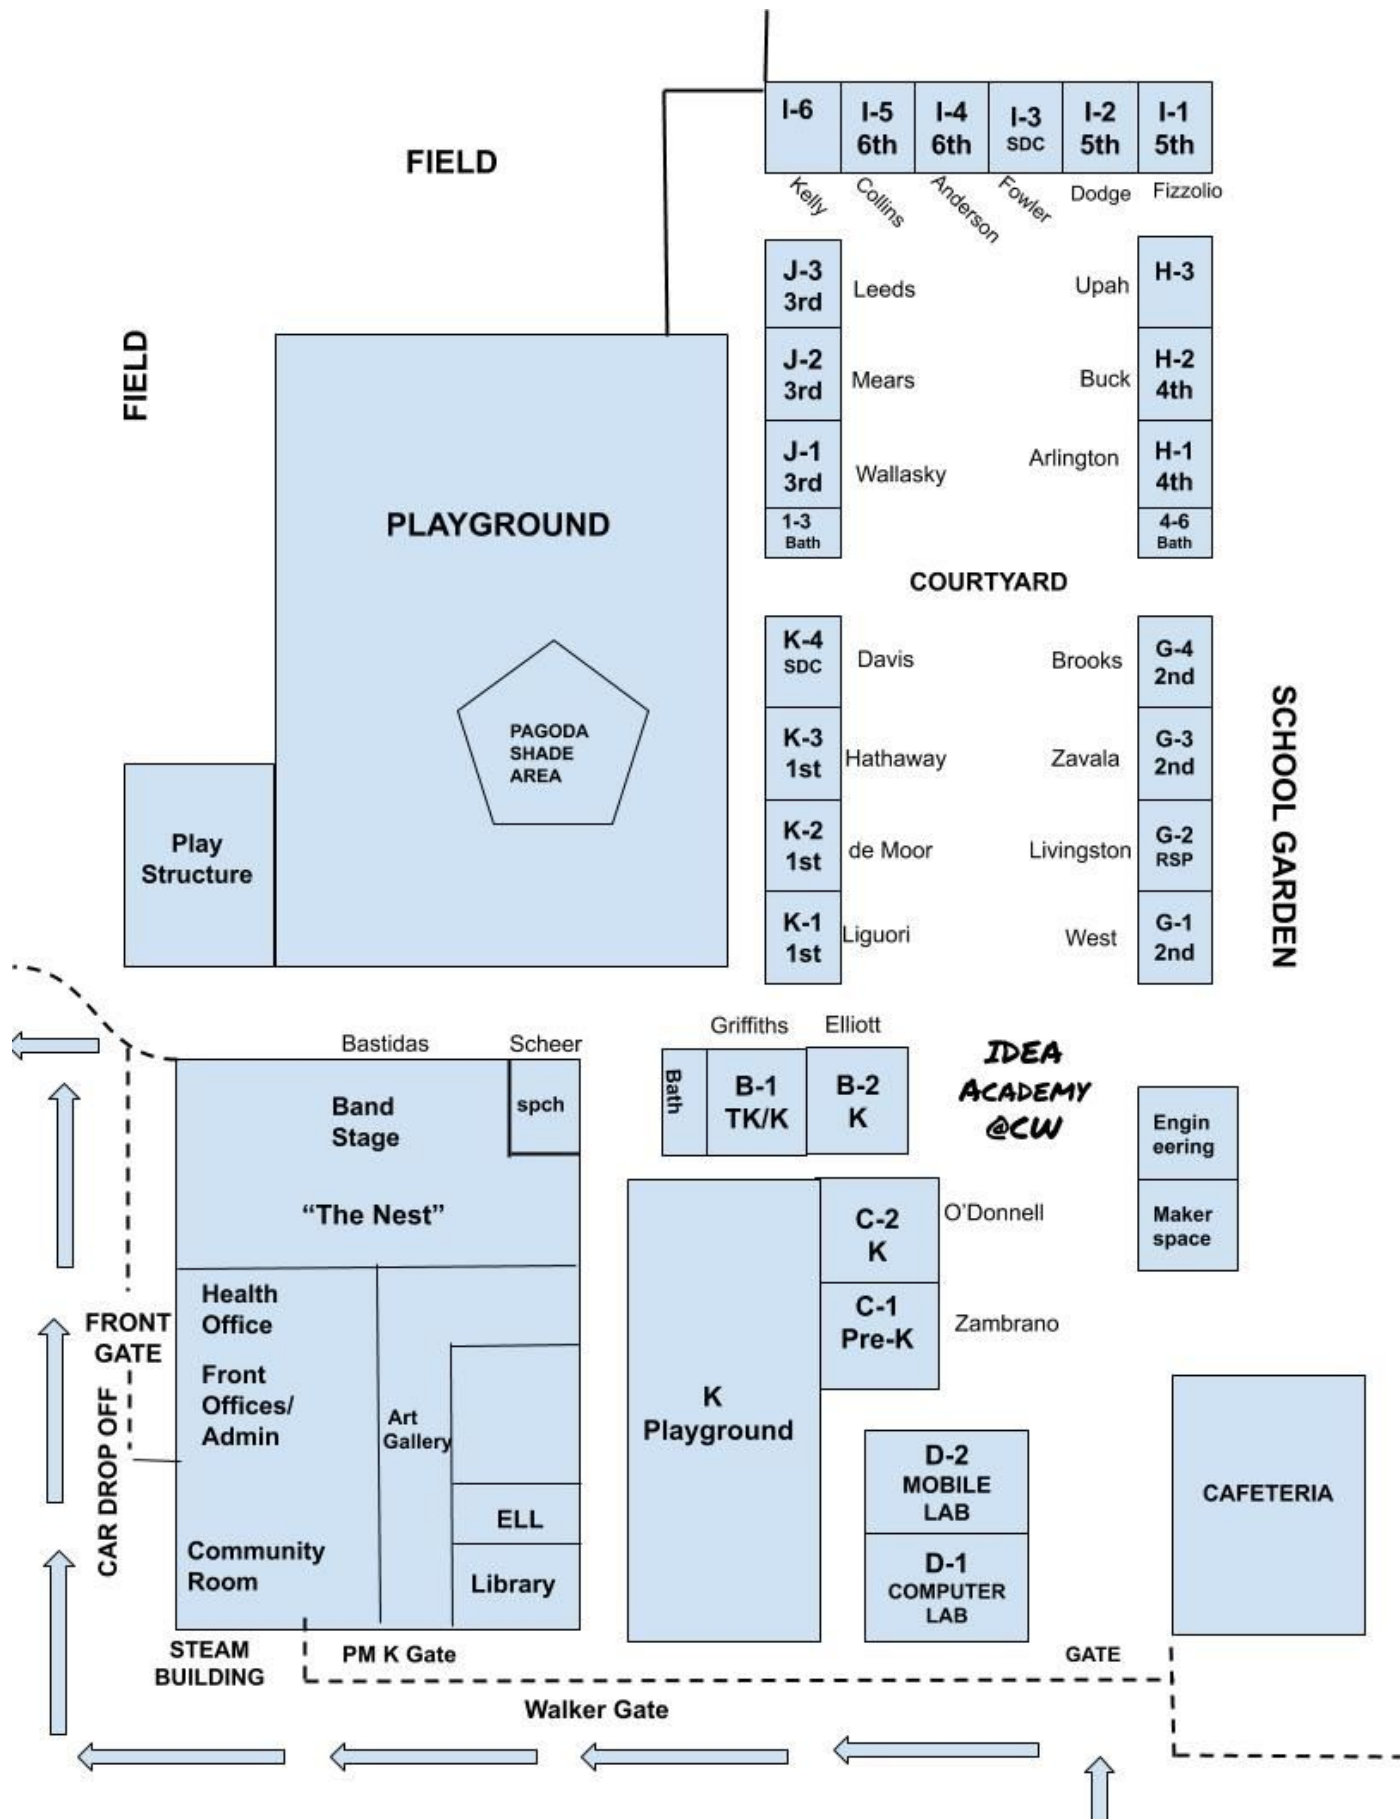 I-6
I-5
6th
I-4
6th
I-3
SDC
I-2
5th
I-1
5th
FIELD
Kelly
Collins
Anderson
Fowler
Dodge
Fizzolio
J-3
3rd
Leeds
Upah
H-3
FIELD
J-2
3rd
Mears
Buck
H-2
4th
J-1
3rd
Wallasky
Arlington
H-1
4th
PLAYGROUND
1-3
Bath
4-6
Bath
COURTYARD
K-4
SDC
Davis
Brooks
G-4
2nd
PAGODA
SHADE
AREA
K-3
1st
Hathaway
Zavala
G-3
2nd
SCHOOL GARDEN
Play
Structure
K-2
1st
de Moor
Livingston
G-2
RSP
K-1
1st
Liguori
West
G-1
2nd
Bastidas
Scheer
Griffiths
Elliott
IDEA
ACADEMY
@CW
Band
Stage
spch
Bath
B-1
TK/K
B-2
K
Engin
eering
"The Nest"
C-2
K
O'Donnell
Maker
space
Health
Office
FRONT
GATE
C-1
Pre-K
Zambrano
Front
Offices/
Admin
Art
Gallery
K
Playground
CAR DROP OFF
D-2
MOBILE
LAB
CAFETERIA
ELL
Community
Room
Library
D-1
COMPUTER
LAB
STEAM
BUILDING
PM K Gate
GATE
Walker Gate